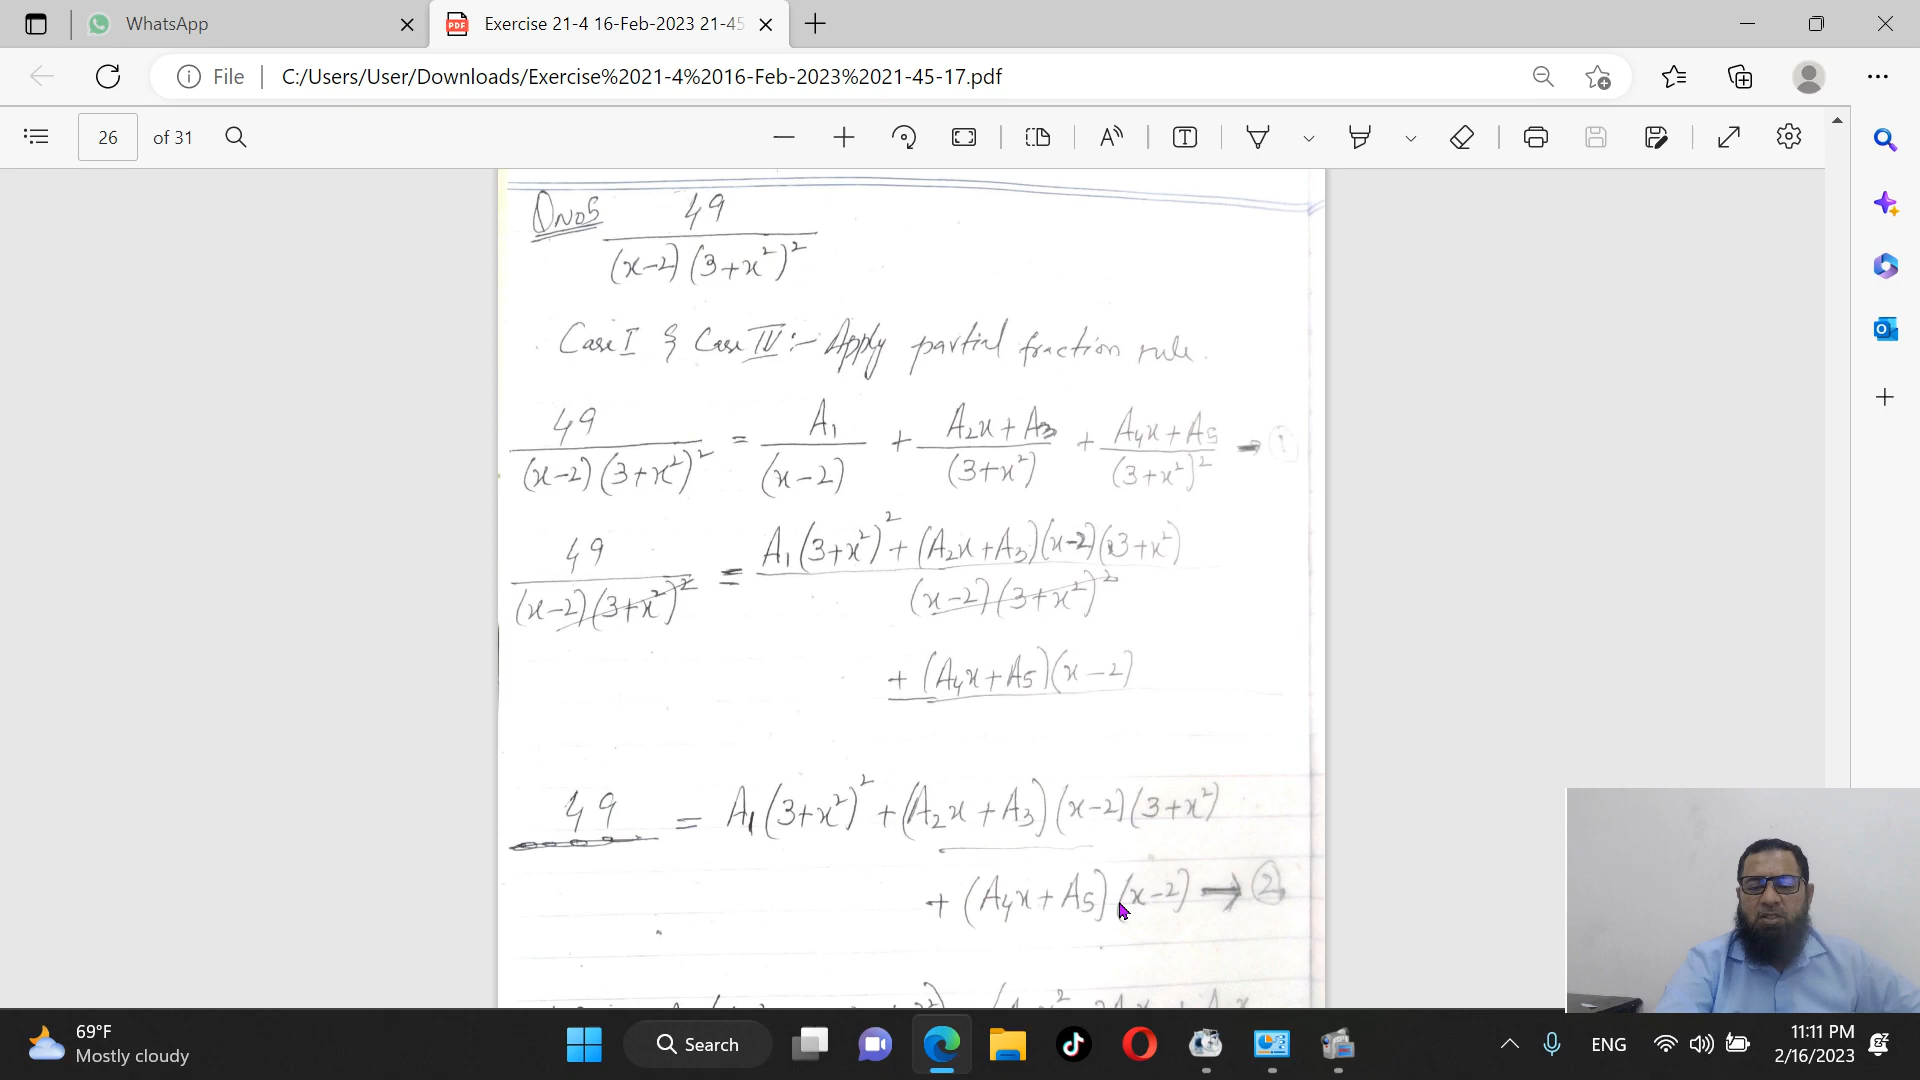 WhatsApp
Exercise 21-4 16-Feb-2023 21-45
File
C:/Users/User/Downloads/Exercise%2021-4%2016-Feb-2023%2021-45-17.pdf
26 of 31
QNo5 49
(x-2)(3+x²)²
Case I & Case IV:- Apply partial fraction rule.
49 = A₁ + A₂x + A₃ + A₄x + A₅ → ①
(x-2)(3+x²)² (x-2) (3+x²) (3+x²)²
49 = A₁(3+x²)² + (A₂x+A₃)(x-2)(3+x²)
(x-2)(3+x²)² (x-2)(3+x²)²
+ (A₄x+A₅)(x-2)
49 = A₁(3+x²)² + (A₂x+A₃)(x-2)(3+x²)
+ (A₄x+A₅)(x-2) → ②
69°F
Mostly cloudy
Search
ENG
11:11 PM
2/16/2023